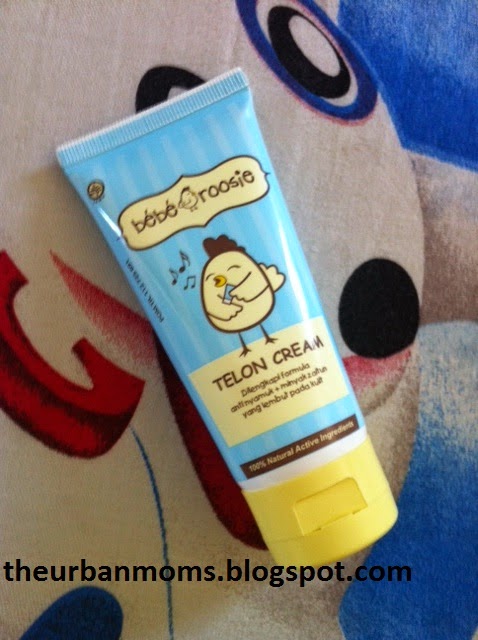 bébé roosie
TELON CREAM
Dilengkapi formula
anti nyamuk + minyak zaitun
yang lembut pada kulit
100% Natural Active Ingredients
theurbanmoms.blogspot.com